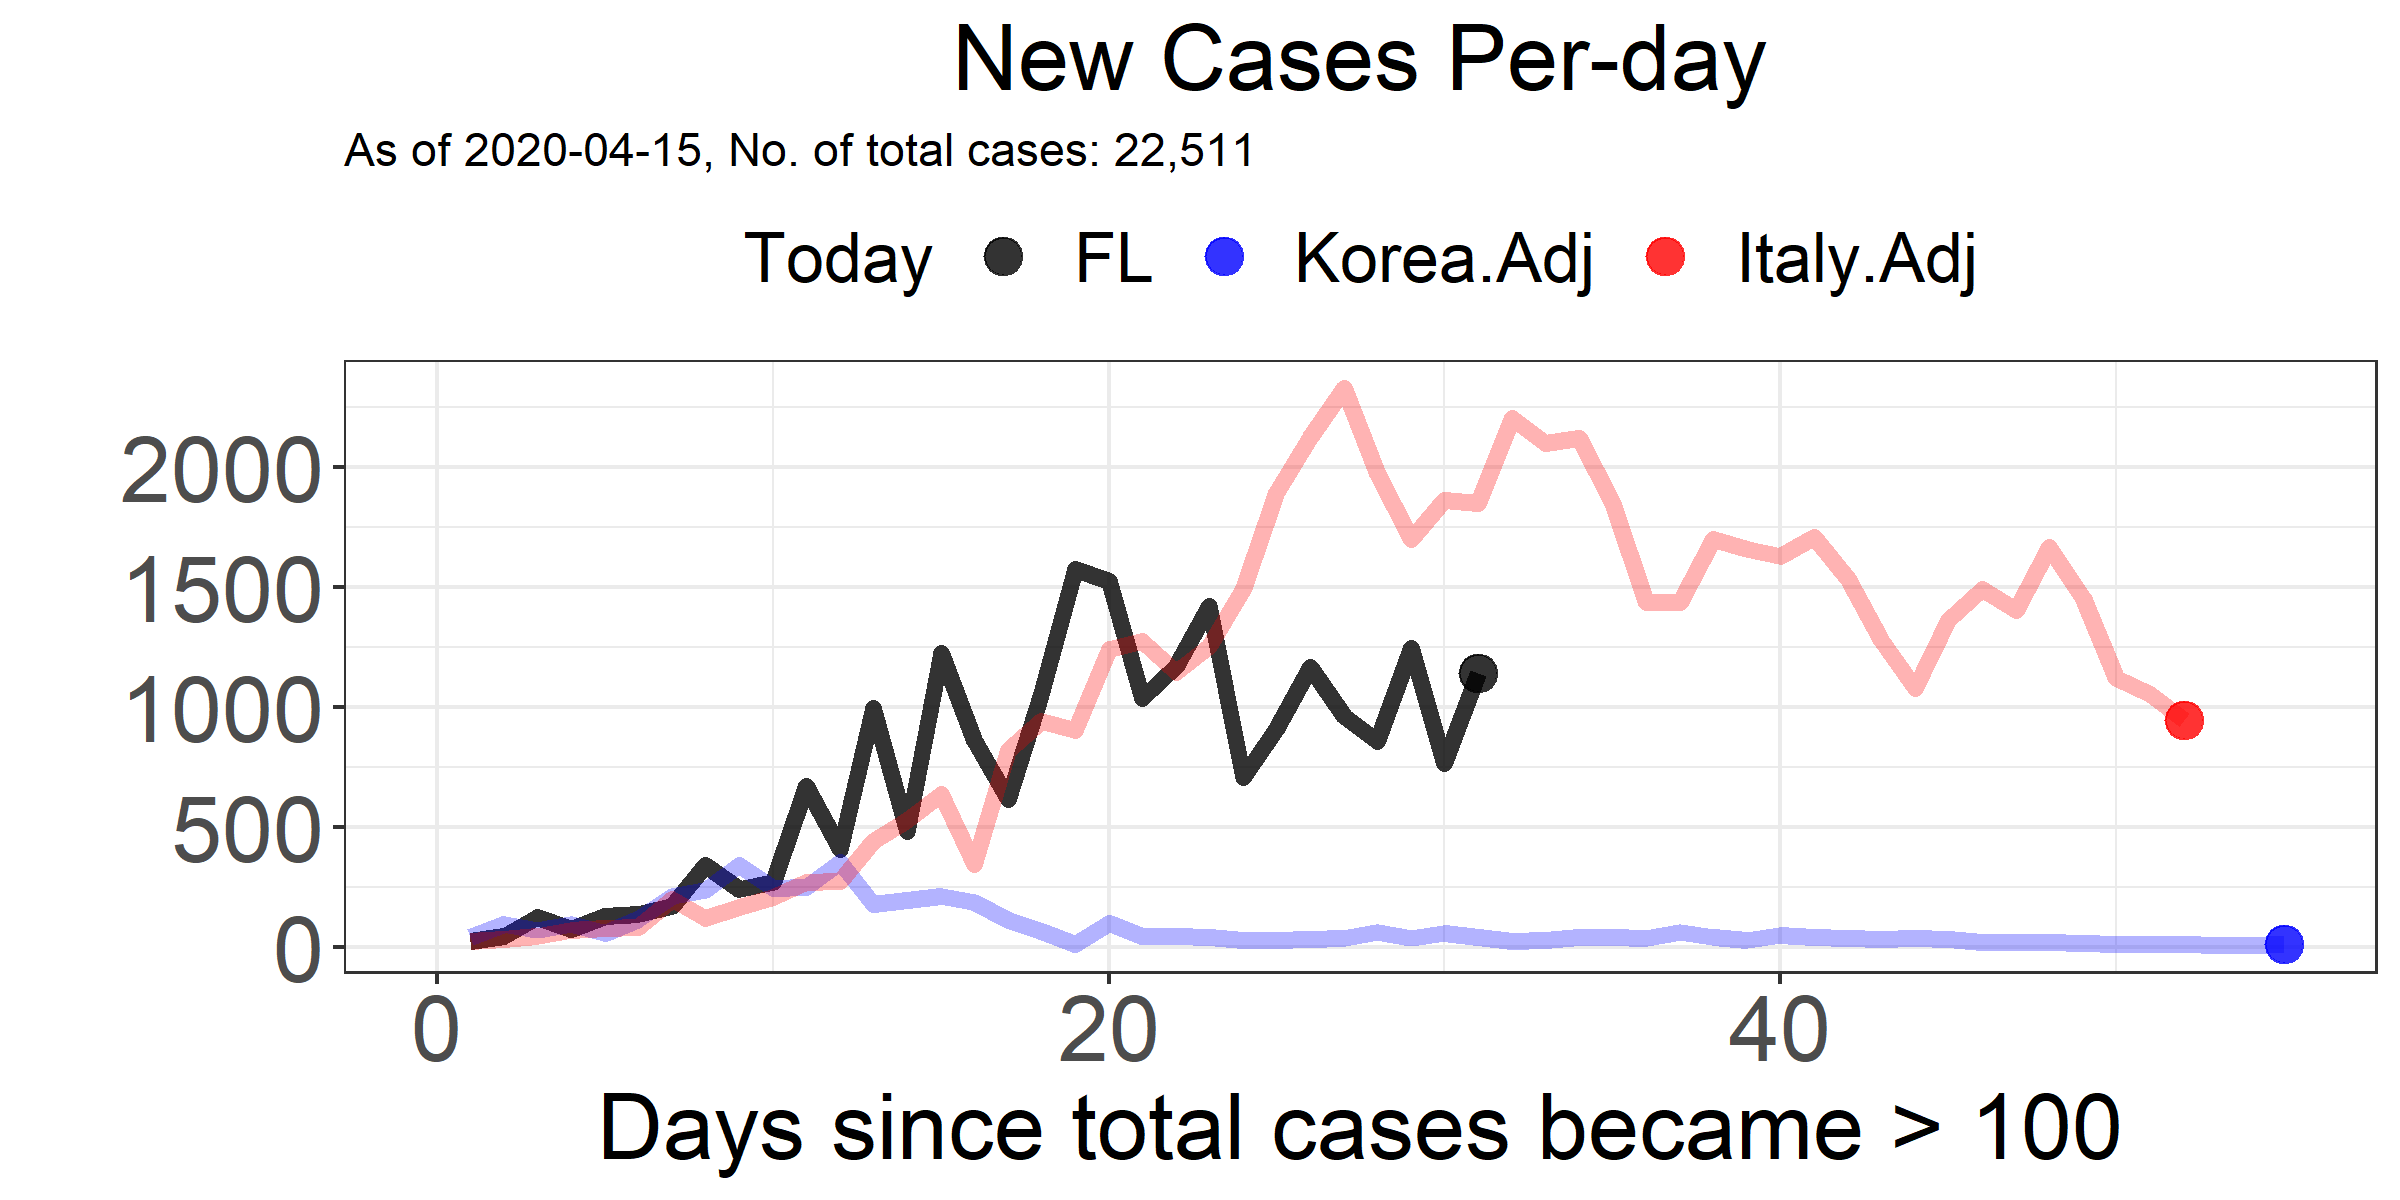 New Cases Per-day
As of 2020-04-15, No. of total cases: 22,511
Today FL Korea.Adj Italy.Adj
2000
1500
1000
500
0
0 20 40
Days since total cases became > 100